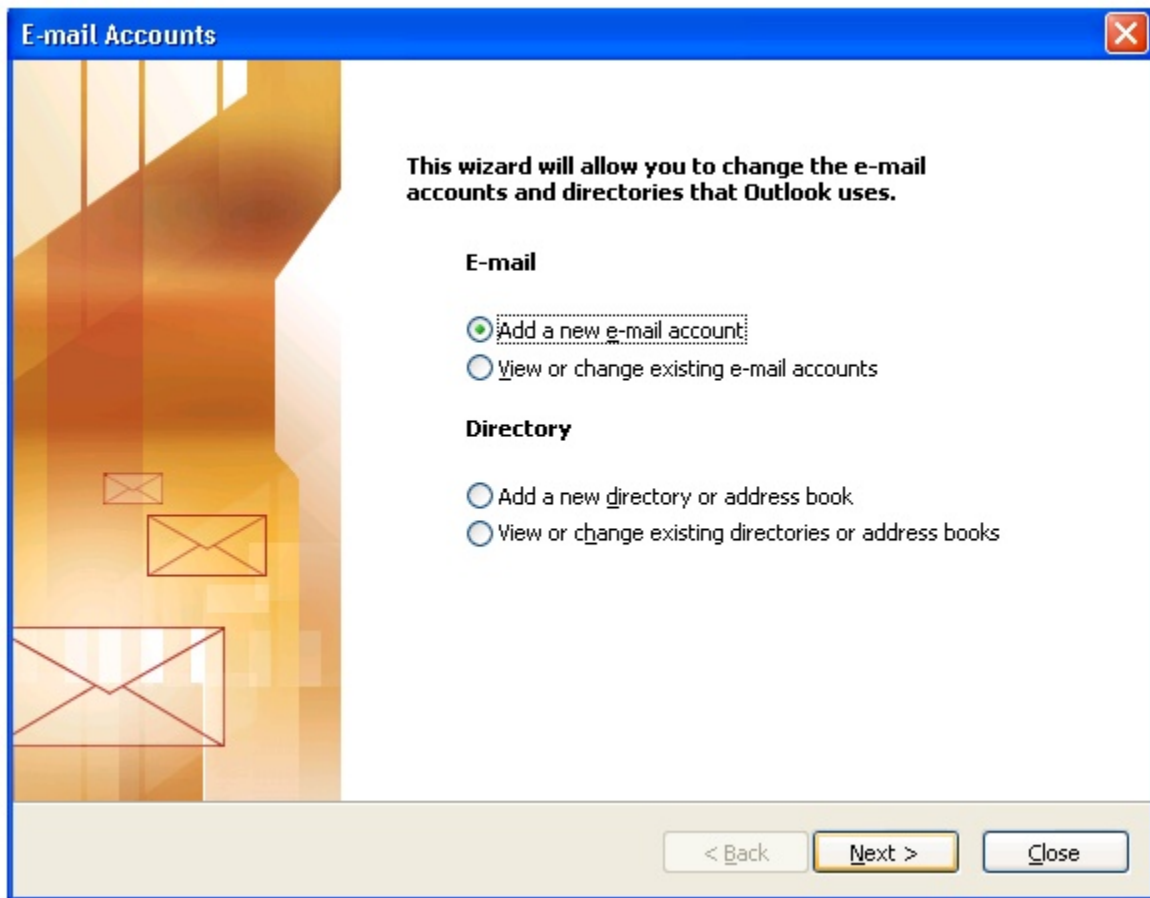 E-mail Accounts
This wizard will allow you to change the e-mail
accounts and directories that Outlook uses.
E-mail
Add a new e-mail account
View or change existing e-mail accounts
Directory
Add a new directory or address book
View or change existing directories or address books
< Back
Next >
Close